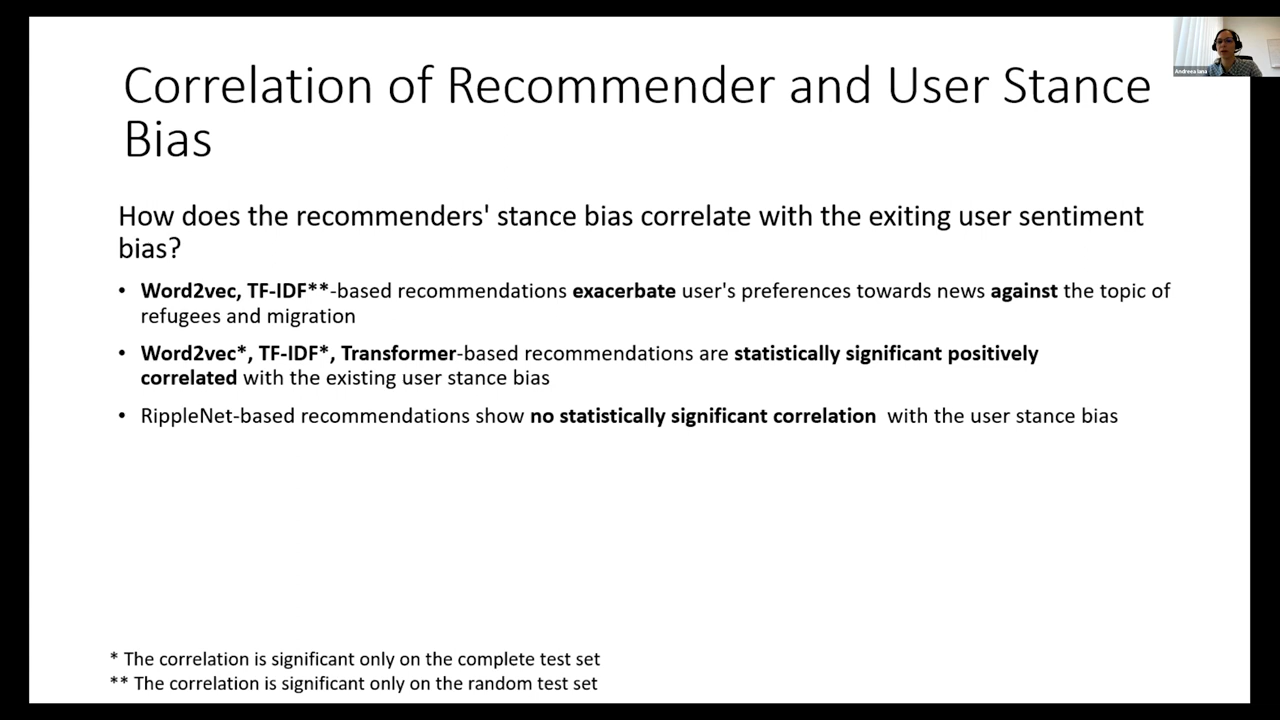 Correlation of Recommender and User Stance
Bias
Andreea Iana
How does the recommenders' stance bias correlate with the exiting user sentiment
bias?
• Word2vec, TF-IDF**-based recommendations exacerbate user's preferences towards news against the topic of
refugees and migration
• Word2vec*, TF-IDF*, Transformer-based recommendations are statistically significant positively
correlated with the existing user stance bias
• RippleNet-based recommendations show no statistically significant correlation with the user stance bias
* The correlation is significant only on the complete test set
** The correlation is significant only on the random test set